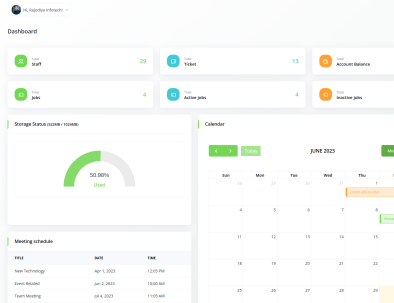 Hi, Rajodiya Infotech!
Dashboard
Total
Staff
29
Total
Ticket
13
Total
Account Balance
Total
Jobs
4
Total
Active Jobs
4
Total
Inactive Jobs
Storage Status (522MB / 1024MB)
50.98%
Used
Calendar
Today
JUNE 2023
Sun Mon Tue Wed Thu
28 29 30 31 1
4 5 6 7 8
11 12 13 14 15
18 19 20 21 22
25 26 27 28 29
Meeting schedule
TITLE DATE TIME
New Technology Apr 1, 2023 12:05 PM
Event Related Jun 2, 2023 10:00 AM
Team Meeting Jul 4, 2023 11:05 AM